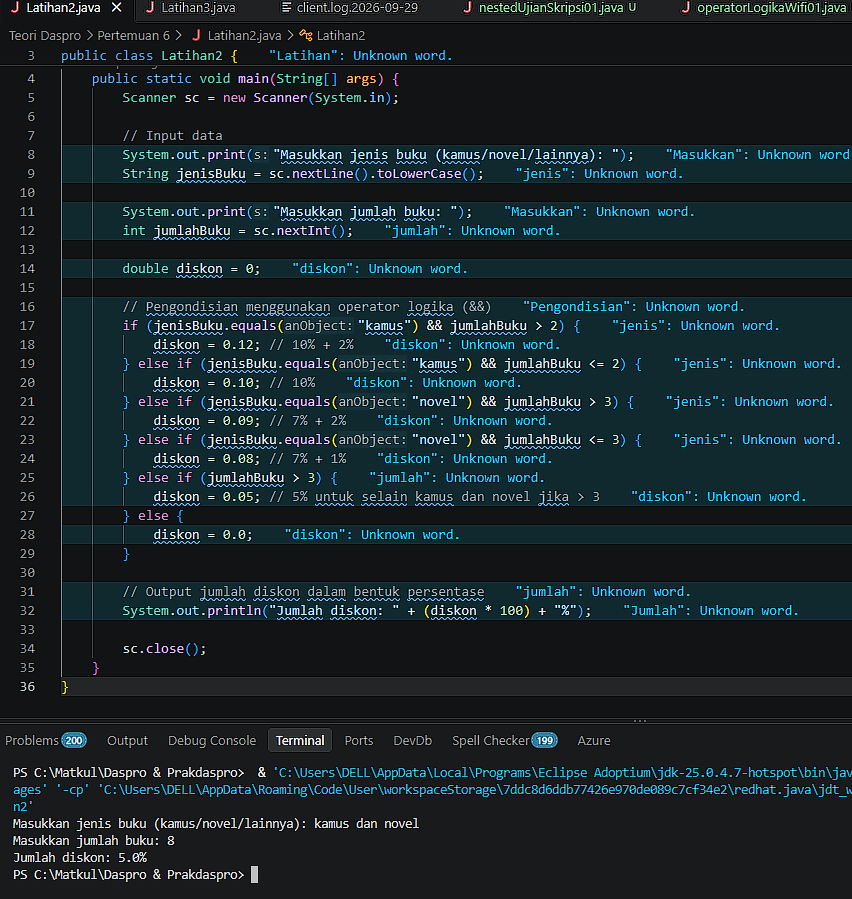 Latihan2.java
Latihan3.java
client.log.2026-09-29
nestedUjianSkripsi01.java U
operatorLogikaWifi01.java
Teori Daspro > Pertemuan 6 > Latihan2.java > Latihan2
3 public class Latihan2 { "Latihan": Unknown word.
4 public static void main(String[] args) {
5 Scanner sc = new Scanner(System.in);
6
7 // Input data
8 System.out.print(s: "Masukkan jenis buku (kamus/novel/lainnya): "); "Masukkan": Unknown word
9 String jenisBuku = sc.nextLine().toLowerCase(); "jenis": Unknown word.
10
11 System.out.print(s: "Masukkan jumlah buku: "); "Masukkan": Unknown word.
12 int jumlahBuku = sc.nextInt(); "jumlah": Unknown word.
13
14 double diskon = 0; "diskon": Unknown word.
15
16 // Pengondisian menggunakan operator logika (&&) "Pengondisian": Unknown word.
17 if (jenisBuku.equals(anObject: "kamus") && jumlahBuku > 2) { "jenis": Unknown word.
18 diskon = 0.12; // 10% + 2% "diskon": Unknown word.
19 } else if (jenisBuku.equals(anObject: "kamus") && jumlahBuku <= 2) { "jenis": Unknown word.
20 diskon = 0.10; // 10% "diskon": Unknown word.
21 } else if (jenisBuku.equals(anObject: "novel") && jumlahBuku > 3) { "jenis": Unknown word.
22 diskon = 0.09; // 7% + 2% "diskon": Unknown word.
23 } else if (jenisBuku.equals(anObject: "novel") && jumlahBuku <= 3) { "jenis": Unknown word.
24 diskon = 0.08; // 7% + 1% "diskon": Unknown word.
25 } else if (jumlahBuku > 3) { "jumlah": Unknown word.
26 diskon = 0.05; // 5% untuk selain kamus dan novel jika > 3 "diskon": Unknown word.
27 } else {
28 diskon = 0.0; "diskon": Unknown word.
29 }
30
31 // Output jumlah diskon dalam bentuk persentase "jumlah": Unknown word.
32 System.out.println("Jumlah diskon: " + (diskon * 100) + "%"); "Jumlah": Unknown word.
33
34 sc.close();
35 }
36 }
Problems 200 Output Debug Console Terminal Ports DevDb Spell Checker 199 Azure
PS C:\Matkul\Daspro & Prakdaspro> & 'C:\Users\DELL\AppData\Local\Programs\Eclipse Adoptium\jdk-25.0.4.7-hotspot\bin\jav
ages' '-cp' 'C:\Users\DELL\AppData\Roaming\Code\User\workspaceStorage\7ddc8d6ddb77426e970de089c7cf34e2\redhat.java\jdt_w
n2'
Masukkan jenis buku (kamus/novel/lainnya): kamus dan novel
Masukkan jumlah buku: 8
Jumlah diskon: 5.0%
PS C:\Matkul\Daspro & Prakdaspro>